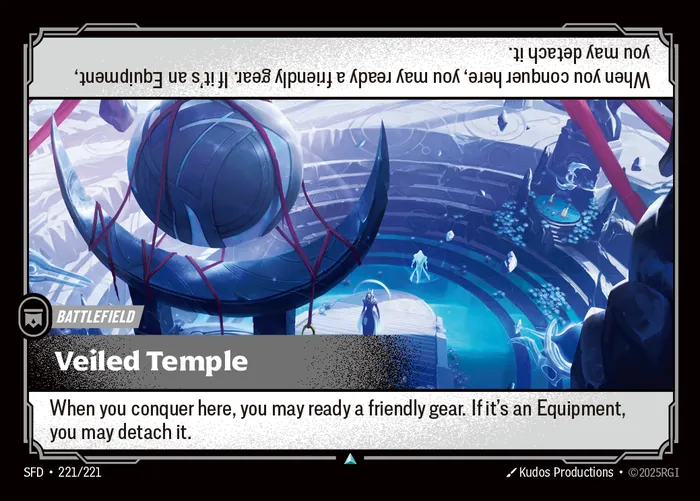 When you conquer here, you may ready a friendly gear. If it's an Equipment,
you may detach it.
BATTLEFIELD
Veiled Temple
When you conquer here, you may ready a friendly gear. If it's an Equipment,
you may detach it.
SFD • 221/221
Kudos Productions • ©2025RGI